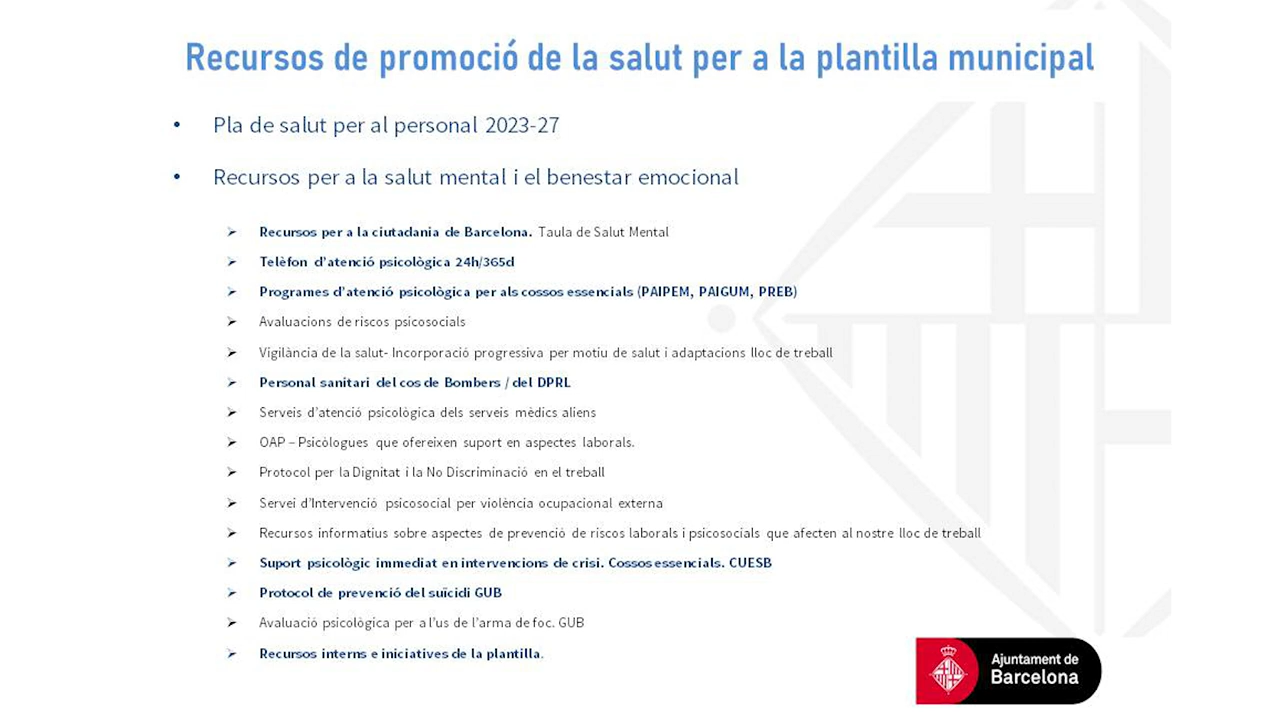 Recursos de promoció de la salut per a la plantilla municipal
• Pla de salut per al personal 2023-27
• Recursos per a la salut mental i el benestar emocional
➢ Recursos per a la ciutadania de Barcelona. Taula de Salut Mental
➢ Telèfon d'atenció psicològica 24h/365d
➢ Programes d'atenció psicològica per als cossos essencials (PAIPEM, PAIGUM, PREB)
➢ Avaluacions de riscos psicosocials
➢ Vigilància de la salut- Incorporació progressiva per motiu de salut i adaptacions lloc de treball
➢ Personal sanitari del cos de Bombers / del DPRL
➢ Serveis d'atenció psicològica dels serveis mèdics aliens
➢ OAP – Psicòlogues que ofereixen suport en aspectes laborals.
➢ Protocol per la Dignitat i la No Discriminació en el treball
➢ Servei d'Intervenció psicosocial per violència ocupacional externa
➢ Recursos informatius sobre aspectes de prevenció de riscos laborals i psicosocials que afecten al nostre lloc de treball
➢ Suport psicològic immediat en intervencions de crisi. Cossos essencials. CUESB
➢ Protocol de prevenció del suïcidi GUB
➢ Avaluació psicològica per a l'us de l'arma de foc. GUB
➢ Recursos interns e iniciatives de la plantilla.
Ajuntament de
Barcelona